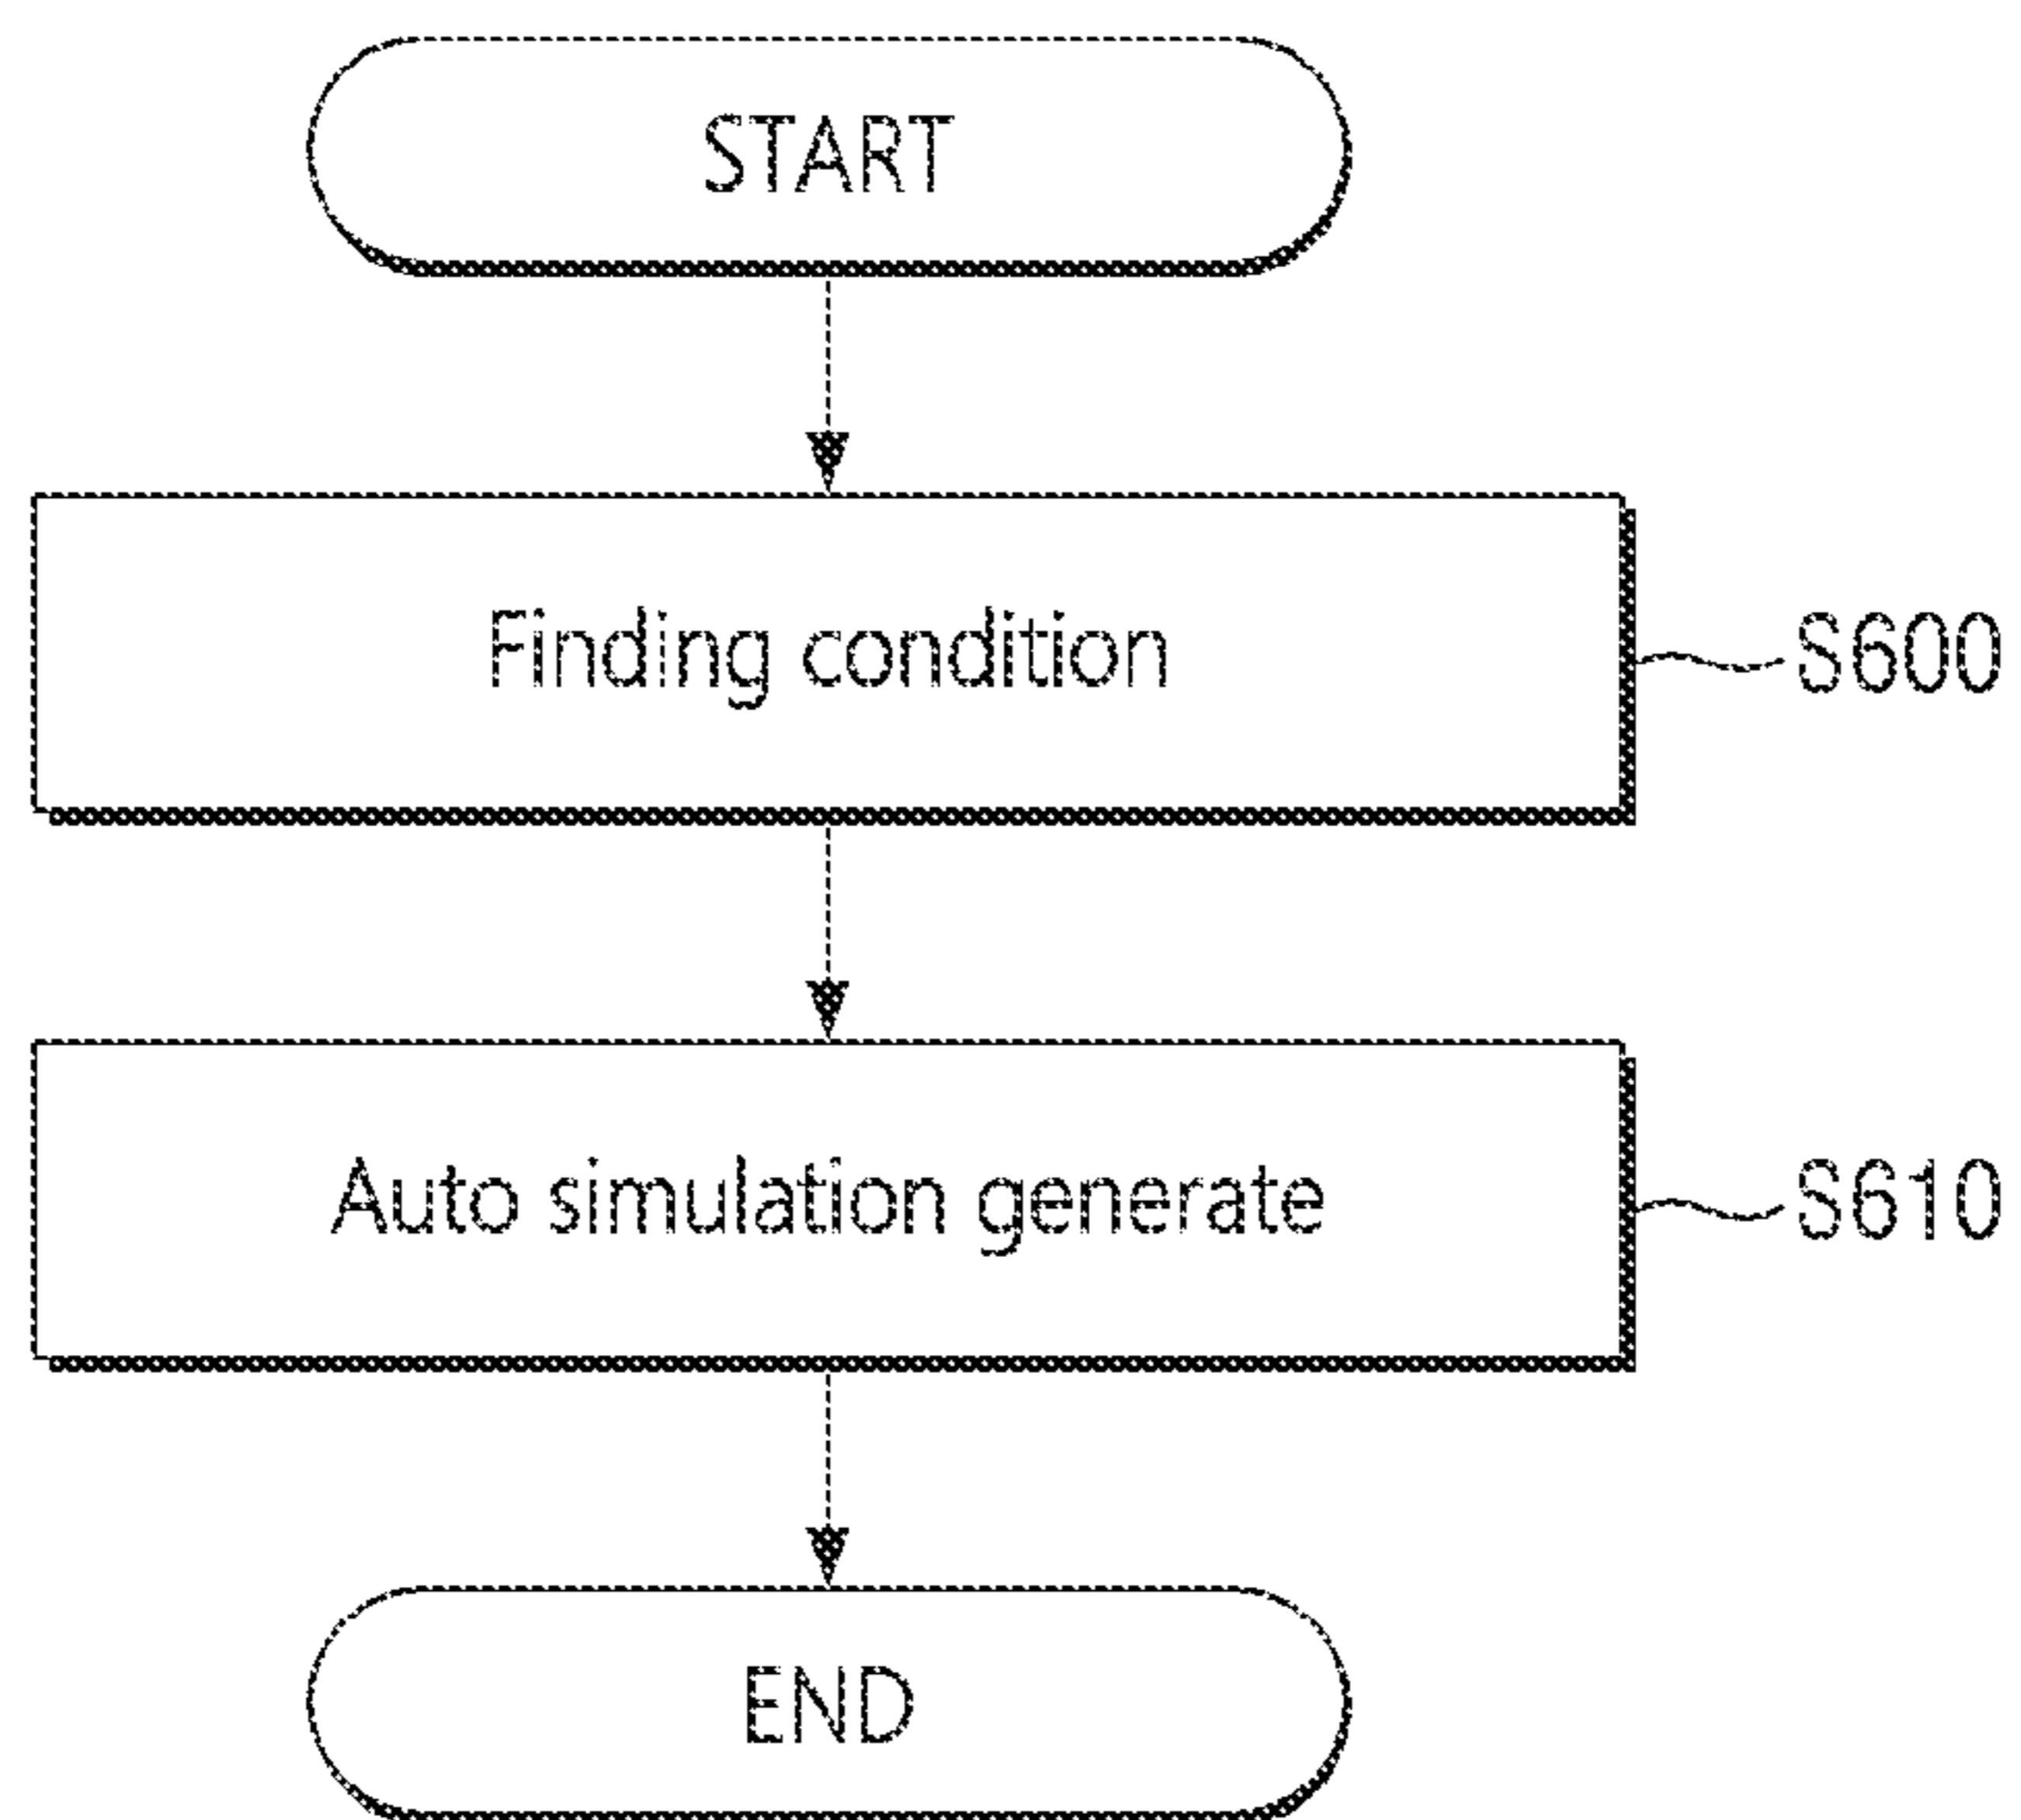 START
Finding condition
S600
Auto simulation generate
S610
END